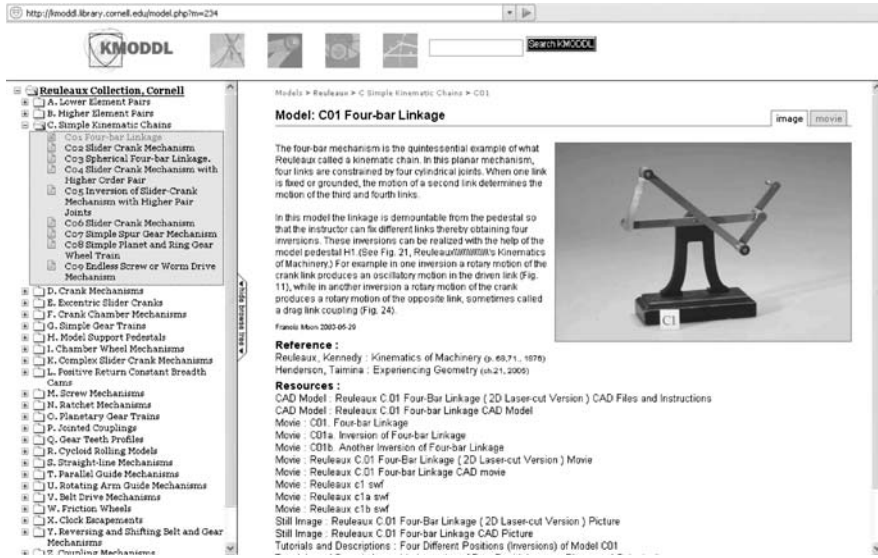 http://kmoddl.library.cornell.edu/model.php?m=234
KMODDL
Search KMODDL
Reuleaux Collection, Cornell
A. Lower Element Pairs
B. Higher Element Pairs
C. Simple Kinematic Chains
C01 Four-bar Linkage
C02 Slider Crank Mechanism
C03 Spherical Four-bar Linkage.
C04 Slider Crank Mechanism with
Higher Order Pair
C05 Inversion of Slider-Crank
Mechanism with Higher Pair
Joints
C06 Slider Crank Mechanism
C07 Simple Spur Gear Mechanism
C08 Simple Planet and Ring Gear
Wheel Train
C09 Endless Screw or Worm Drive
Mechanism
D. Crank Mechanisms
E. Excentric Slider Cranks
F. Crank Chamber Mechanisms
G. Simple Gear Trains
H. Model Support Pedestals
I. Chamber Wheel Mechanisms
K. Complex Slider Crank Mechanisms
L. Positive Return Constant Breadth
Cams
M. Screw Mechanisms
N. Ratchet Mechanisms
O. Planetary Gear Trains
P. Jointed Couplings
Q. Gear Teeth Profiles
R. Cycloid Rolling Models
S. Straight-line Mechanisms
T. Parallel Guide Mechanisms
U. Rotating Arm Guide Mechanisms
V. Belt Drive Mechanisms
W. Friction Wheels
X. Clock Escapements
Y. Reversing and Shifting Belt and Gear
Mechanisms
Z. Coupling Mechanisms
hide browse tree
Models > Reuleaux > C Simple Kinematic Chains > C01
Model: C01 Four-bar Linkage
image movie
The four-bar mechanism is the quintessential example of what
Reuleaux called a kinematic chain. In this planar mechanism,
four links are constrained by four cylindrical joints. When one link
is fixed or grounded, the motion of a second link determines the
motion of the third and fourth links.
In this model the linkage is demountable from the pedestal so
that the instructor can fix different links thereby obtaining four
inversions. These inversions can be realized with the help of the
model pedestal H1.(See Fig. 21, Reuleaux's Kinematics
of Machinery.) For example in one inversion a rotary motion of the
crank link produces an oscillatory motion in the driven link (Fig.
11), while in another inversion a rotary motion of the crank
produces a rotary motion of the opposite link, sometimes called
a drag link coupling (Fig. 24).
Francis Moon 2003-05-29
C1
Reference :
Reuleaux, Kennedy : Kinematics of Machinery (p. 68,71., 1876)
Henderson, Taimina : Experiencing Geometry (ch.21, 2005)
Resources :
CAD Model : Reuleaux C.01 Four-Bar Linkage ( 2D Laser-cut Version ) CAD Files and Instructions
CAD Model : Reuleaux C.01 Four-bar Linkage CAD Model
Movie : C01. Four-bar Linkage
Movie : C01a. Inversion of Four-bar Linkage
Movie : C01b. Another Inversion of Four-bar Linkage
Movie : Reuleaux C.01 Four-Bar Linkage ( 2D Laser-cut Version ) Movie
Movie : Reuleaux C.01 Four-bar Linkage CAD movie
Movie : Reuleaux c1 swf
Movie : Reuleaux c1a swf
Movie : Reuleaux c1b swf
Still Image : Reuleaux C.01 Four-Bar Linkage ( 2D Laser-cut Version ) Picture
Still Image : Reuleaux C.01 Four-bar Linkage CAD Picture
Tutorials and Descriptions : Four Different Positions (Inversions) of Model C01